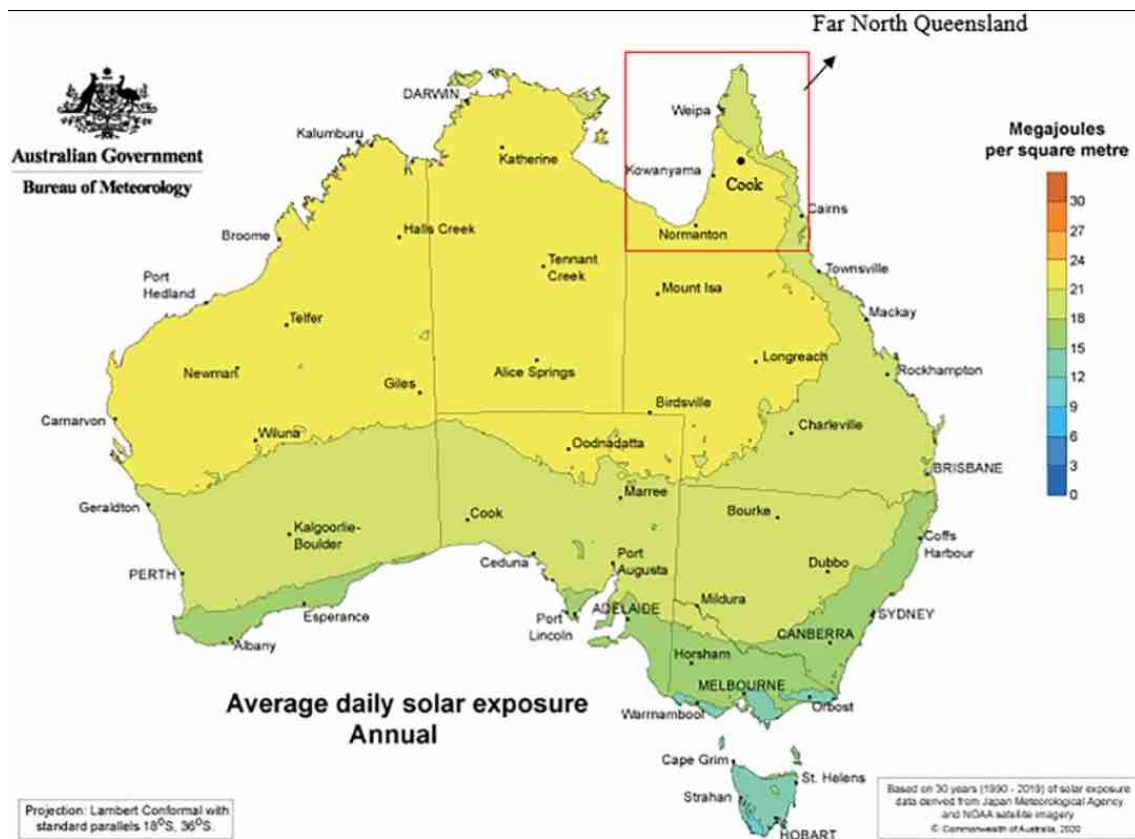 Far North Queensland
Australian Government
Bureau of Meteorology
DARWIN
Weipa
Kalumburu
Katherine
Kowanyama
Cook
Cairns
Broome
Halls Creek
Normanton
Port
Hedland
Tennant
Creek
Townsville
Mount Isa
Mackay
Telfer
Longreach
Newman
Giles
Alice Springs
Rockhampton
Birdsville
Carnarvon
Wiluna
Oodnadatta
Charleville
BRISBANE
Geraldton
Marree
Kalgoorlie-
Boulder
Cook
Bourke
Coffs
Harbour
PERTH
Ceduna
Port
Augusta
Dubbo
Esperance
Port
Lincoln
ADELAIDE
Mildura
SYDNEY
Albany
CANBERRA
Horsham
MELBOURNE
Warrnambool
Orbost
Cape Grim
St. Helens
Strahan
HOBART
Megajoules
per square metre
30
27
24
21
18
15
12
9
6
3
0
Average daily solar exposure
Annual
Projection: Lambert Conformal with
standard parallels 18°S, 36°S.
Based on 30 years (1990 - 2019) of solar exposure
data derived from Japan Meteorological Agency
and NOAA satellite imagery
© Commonwealth of Australia, 2020